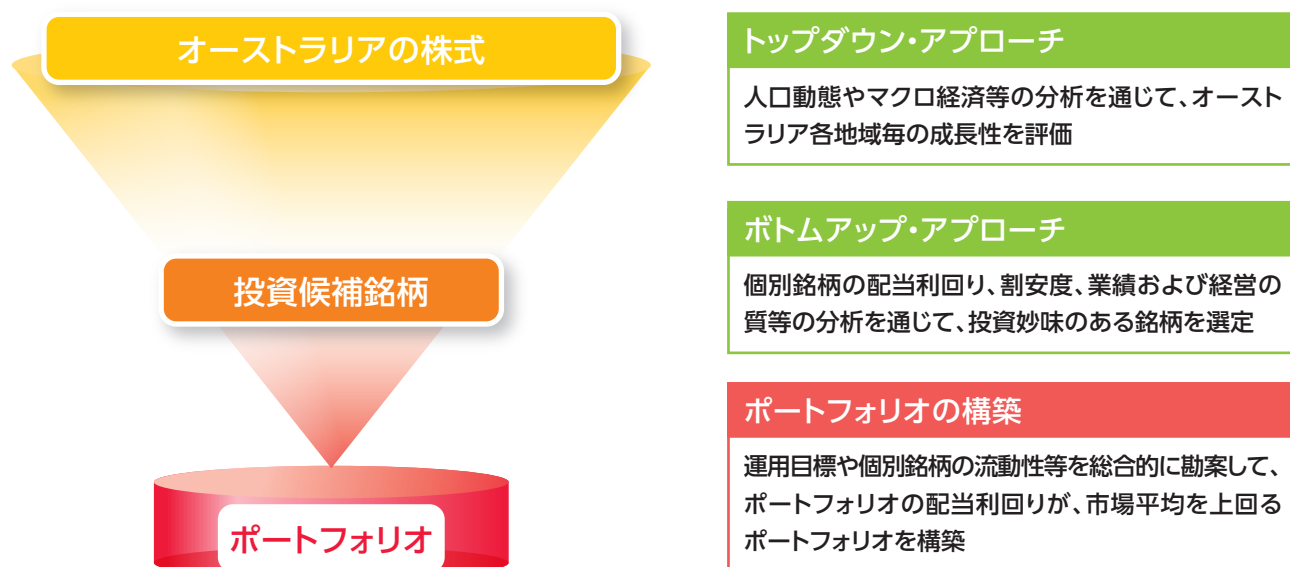 オーストラリアの株式
投資候補銘柄
ポートフォリオ
トップダウン・アプローチ
人口動態やマクロ経済等の分析を通じて、オースト
ラリア各地域毎の成長性を評価
ボトムアップ・アプローチ
個別銘柄の配当利回り、割安度、業績および経営の
質等の分析を通じて、投資妙味のある銘柄を選定
ポートフォリオの構築
運用目標や個別銘柄の流動性等を総合的に勘案して、
ポートフォリオの配当利回りが、市場平均を上回る
ポートフォリオを構築